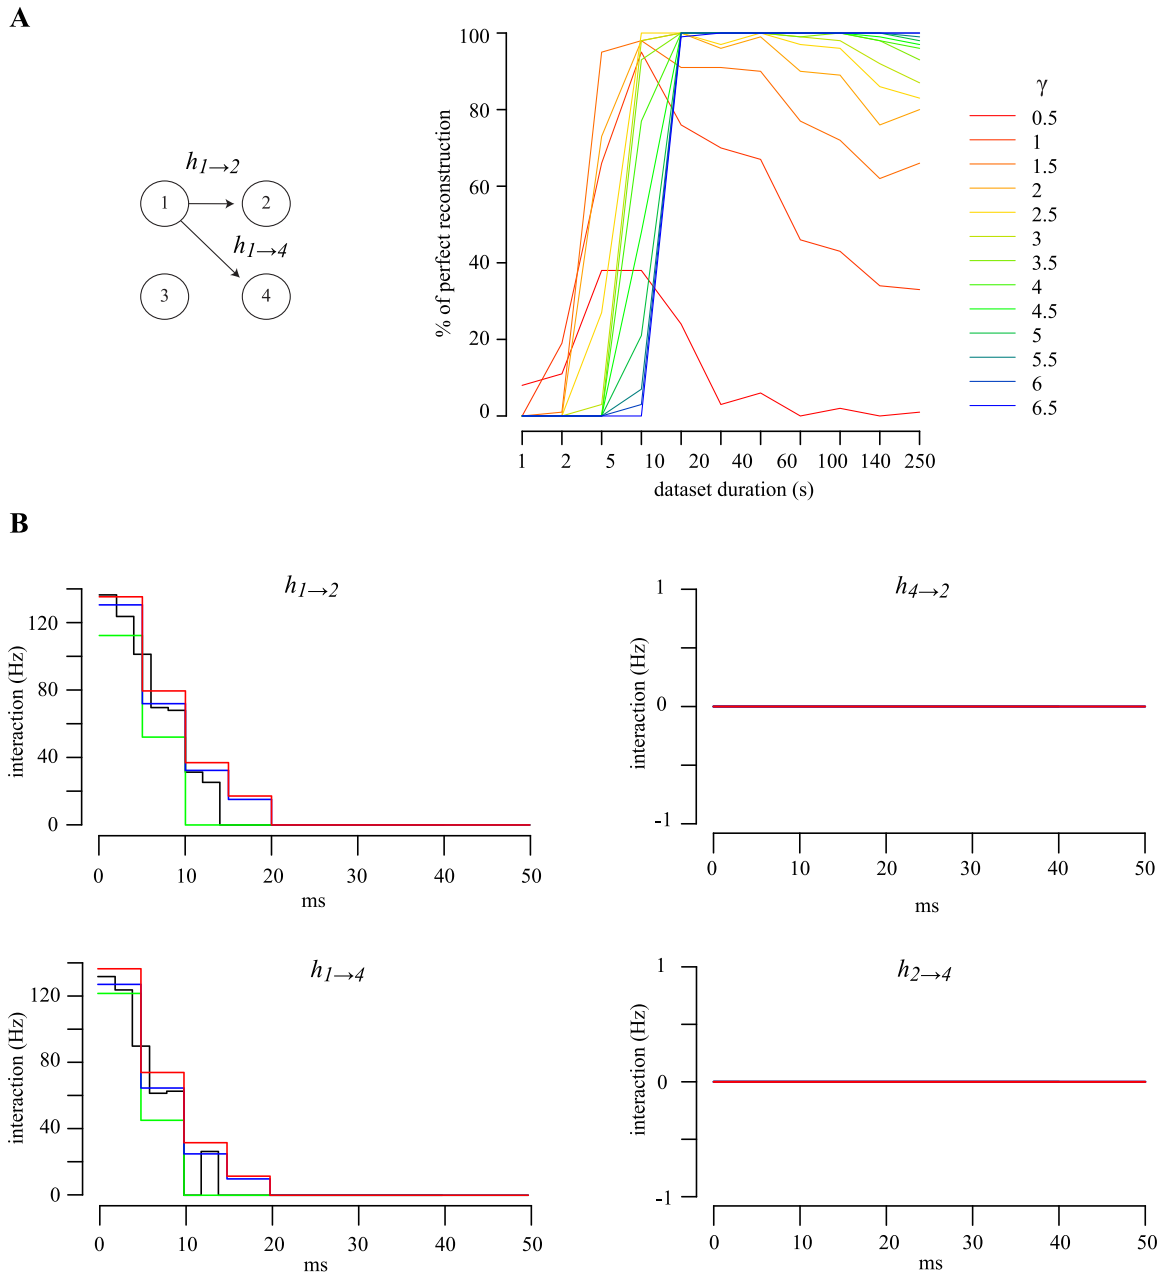 A
h1→2
1
2
h1→4
3
4
% of perfect reconstruction
100
80
60
40
20
0
1 2 5 10 20 40 60 100 140 250
dataset duration (s)
γ
0.5
1
1.5
2
2.5
3
3.5
4
4.5
5
5.5
6
6.5
B
h1→2
interaction (Hz)
120
80
40
0
0 10 20 30 40 50
ms
h4→2
interaction (Hz)
1
0
-1
0 10 20 30 40 50
ms
h1→4
interaction (Hz)
120
80
40
0
0 10 20 30 40 50
ms
h2→4
interaction (Hz)
1
0
-1
0 10 20 30 40 50
ms